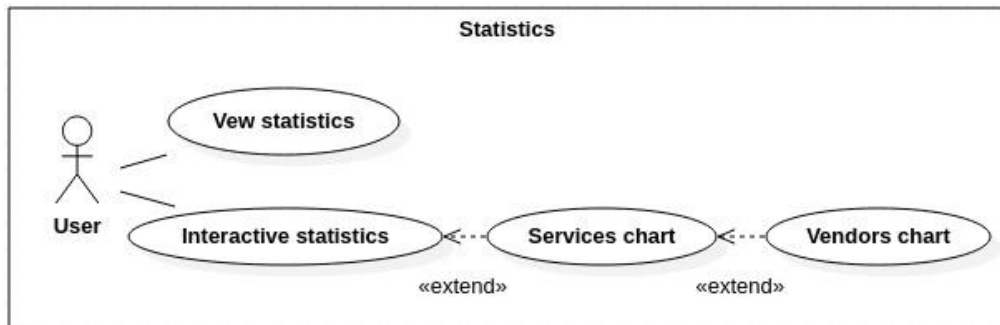 Statistics
Vew statistics
User
Interactive statistics
Services chart
Vendors chart
«extend»
«extend»